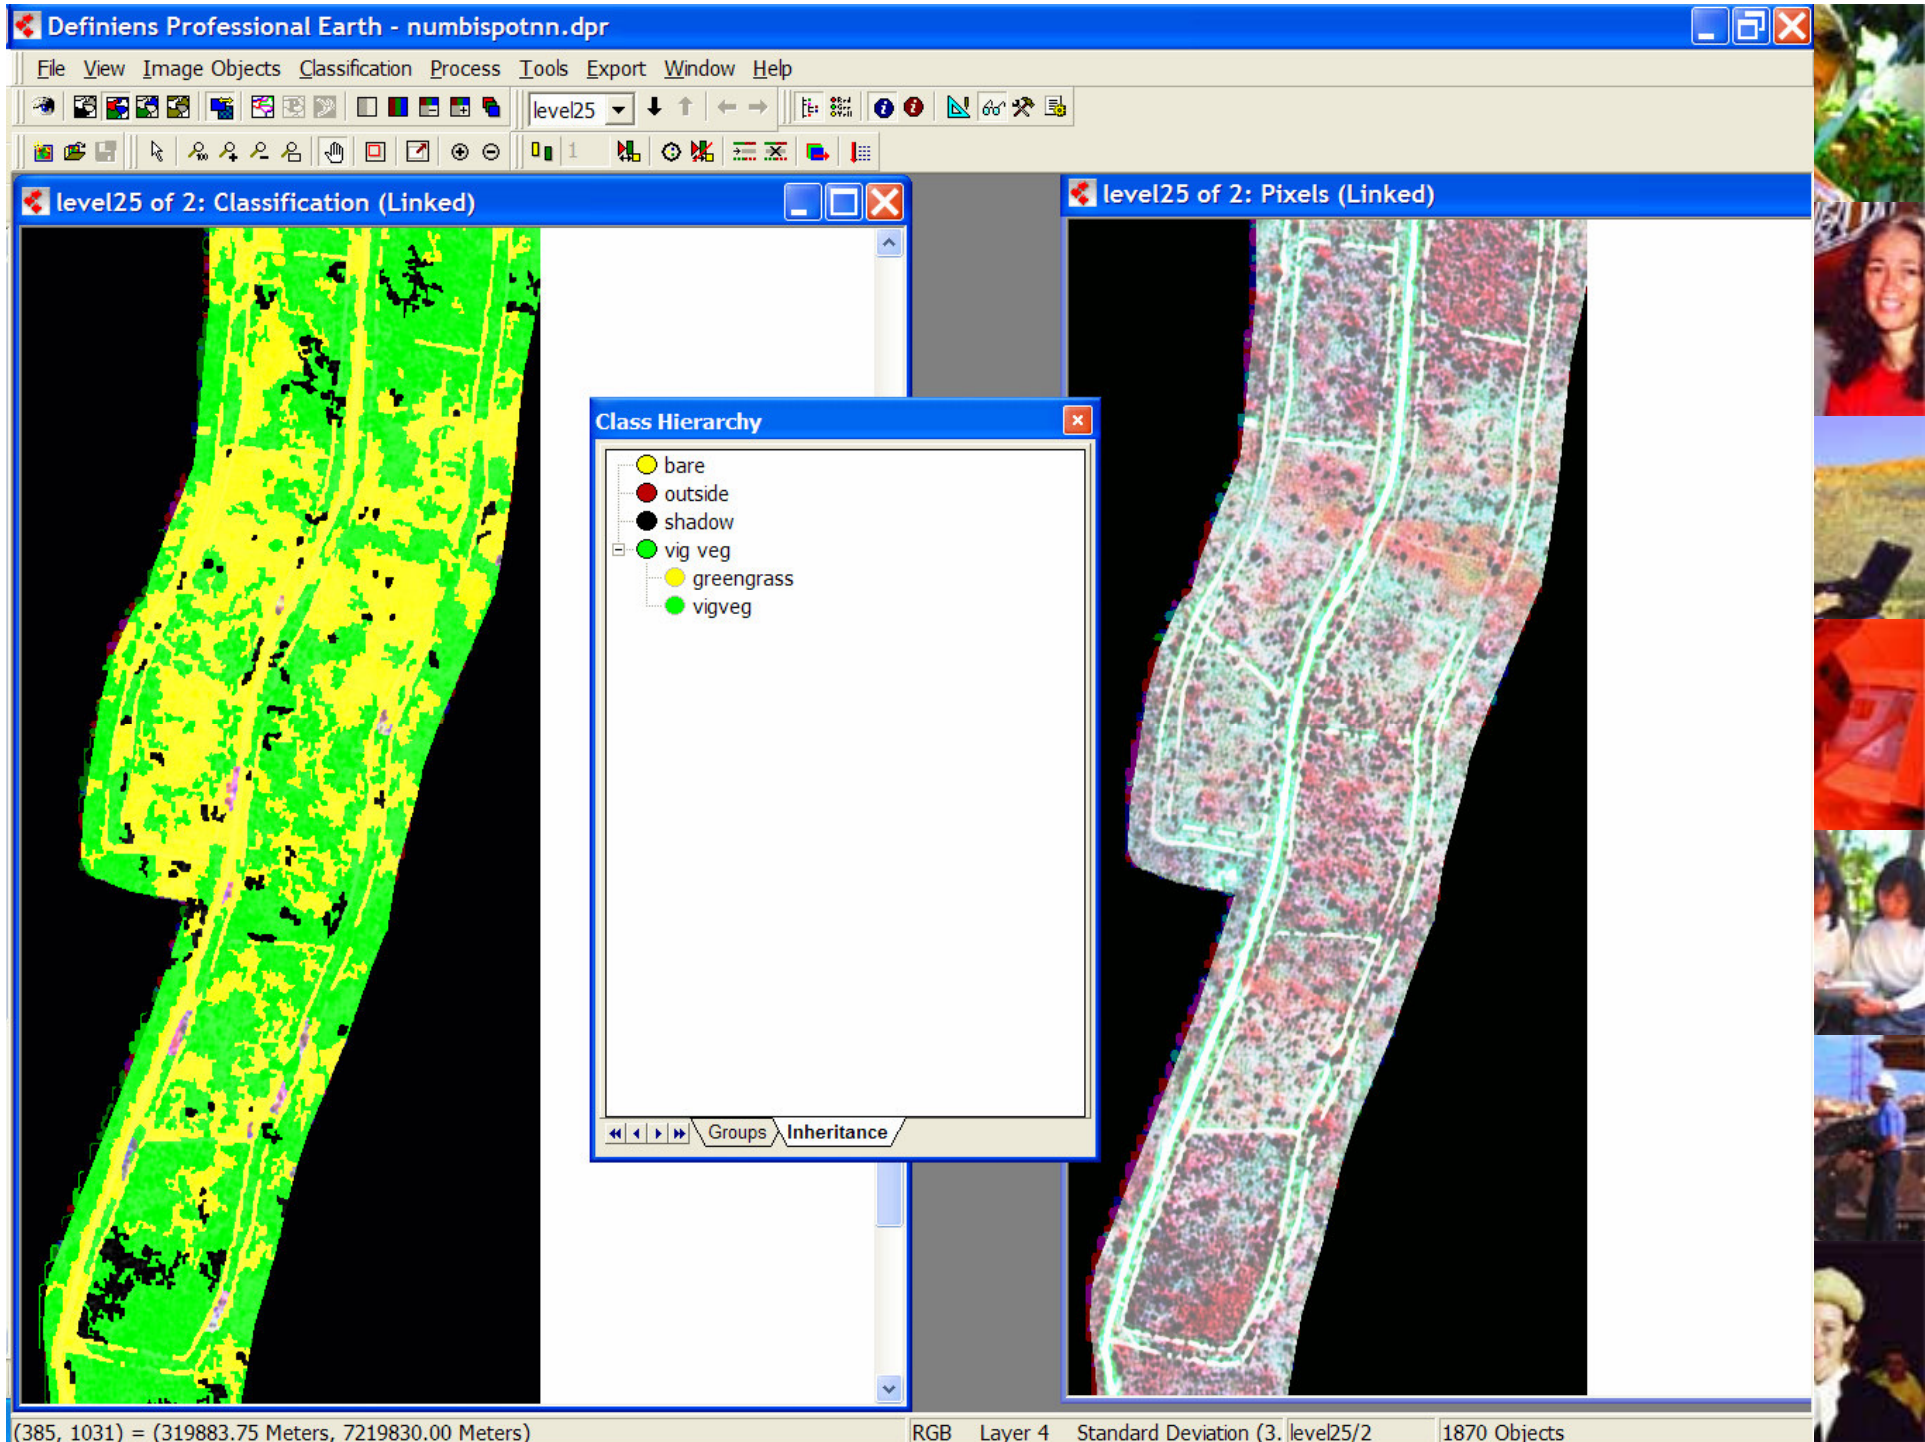 Definiens Professional Earth - numbispotnn.dpr
File View Image Objects Classification Process Tools Export Window Help
level25
1
level25 of 2: Classification (Linked)
level25 of 2: Pixels (Linked)
Class Hierarchy
bare
outside
shadow
vig veg
greengrass
vigveg
Groups Inheritance
(385, 1031) = (319883.75 Meters, 7219830.00 Meters) RGB Layer 4 Standard Deviation (3. level25/2 1870 Objects